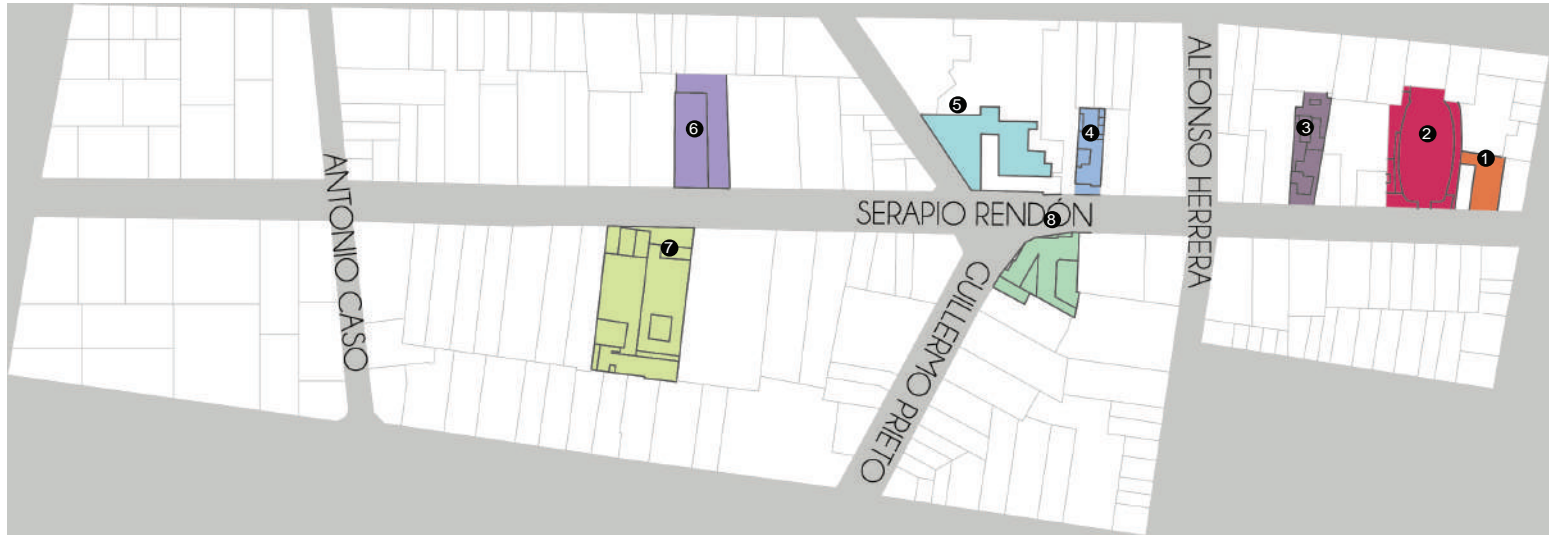 5
6
4
3
2
1
ANTONIO CASO
ALFONSO HERRERA
SERAPIO RENDÓN
8
7
GUILLERMO PRIETO